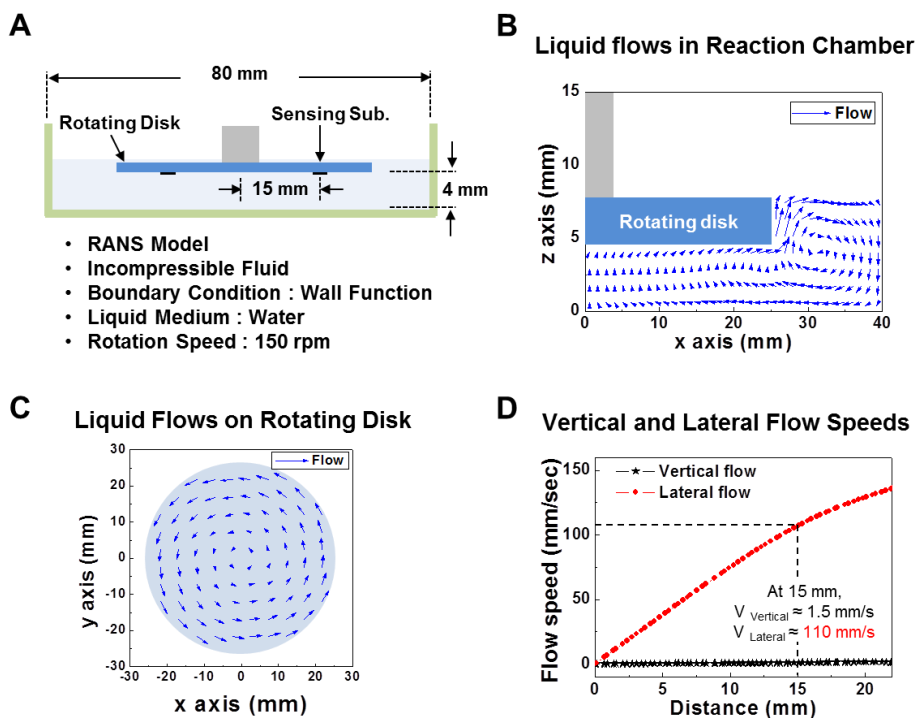 A
80 mm
Rotating Disk
Sensing Sub.
15 mm
4 mm
• RANS Model
• Incompressible Fluid
• Boundary Condition : Wall Function
• Liquid Medium : Water
• Rotation Speed : 150 rpm
B
Liquid flows in Reaction Chamber
15
10
5
0
z axis (mm)
Flow
Rotating disk
0 10 20 30 40
x axis (mm)
C
Liquid Flows on Rotating Disk
30
20
10
0
-10
-20
-30
y axis (mm)
Flow
-30 -20 -10 0 10 20 30
x axis (mm)
D
Vertical and Lateral Flow Speeds
150
100
50
0
Flow speed (mm/sec)
Vertical flow
Lateral flow
At 15 mm,
V Vertical ≈ 1.5 mm/s
V Lateral ≈ 110 mm/s
0 5 10 15 20
Distance (mm)